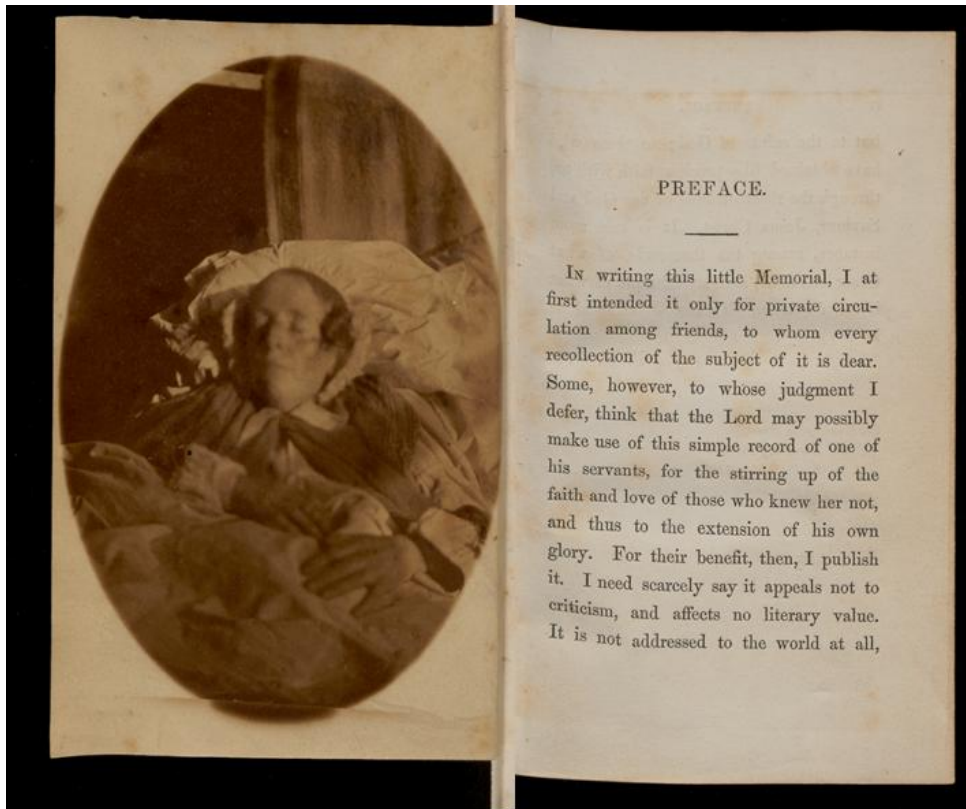 PREFACE.
In writing this little Memorial, I at
first intended it only for private circu-
lation among friends, to whom every
recollection of the subject of it is dear.
Some, however, to whose judgment I
defer, think that the Lord may possibly
make use of this simple record of one of
his servants, for the stirring up of the
faith and love of those who knew her not,
and thus to the extension of his own
glory. For their benefit, then, I publish
it. I need scarcely say it appeals not to
criticism, and affects no literary value.
It is not addressed to the world at all,